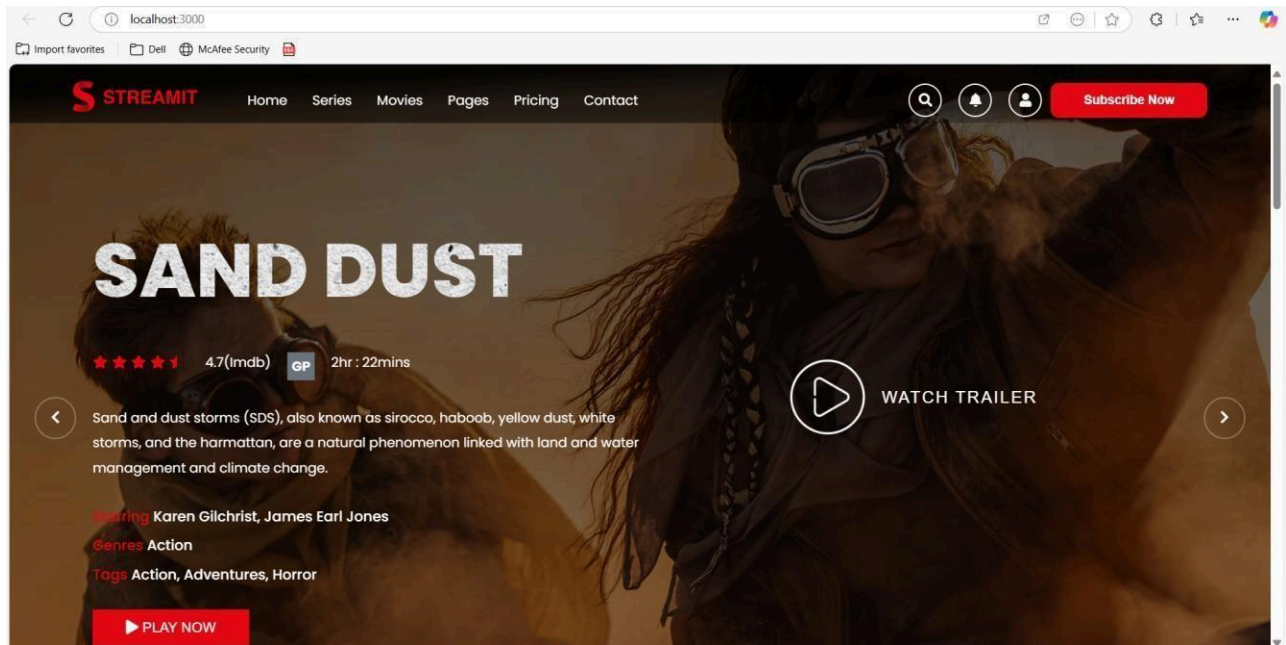 localhost:3000
Import favorites Dell McAfee Security
STREAMIT Home Series Movies Pages Pricing Contact Subscribe Now
SAND DUST
4.7(Imdb) GP 2hr : 22mins
Sand and dust storms (SDS), also known as sirocco, haboob, yellow dust, white
storms, and the harmattan, are a natural phenomenon linked with land and water
management and climate change.
WATCH TRAILER
Starring Karen Gilchrist, James Earl Jones
Genres Action
Tags Action, Adventures, Horror
PLAY NOW